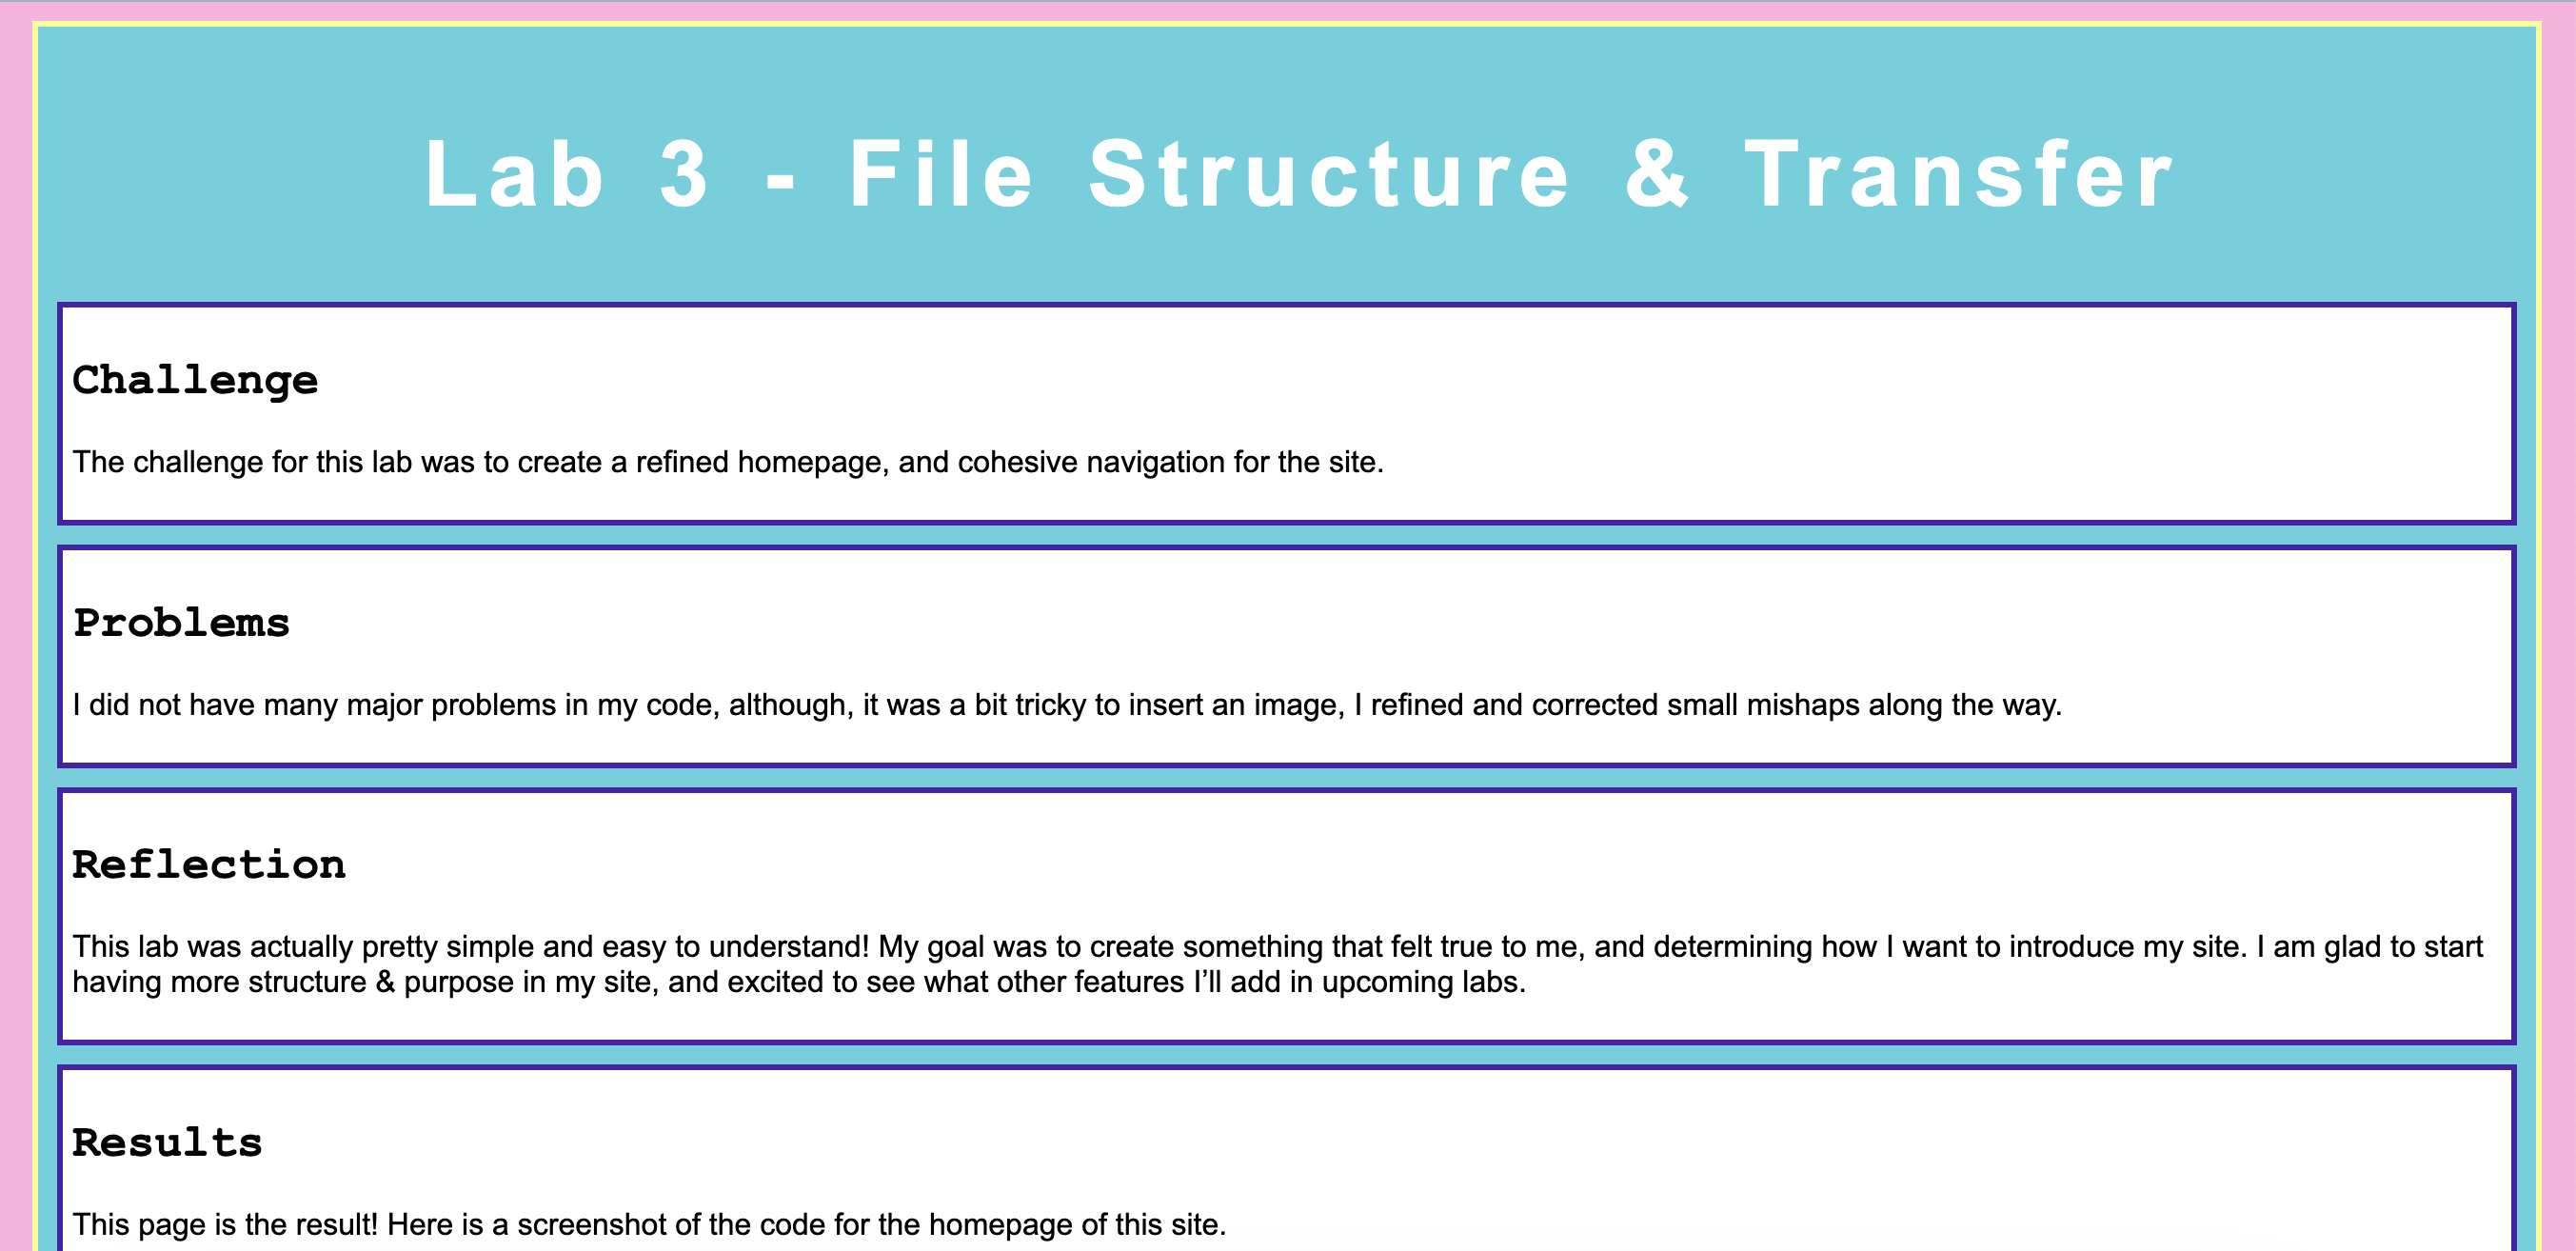 Lab 3 - File Structure & Transfer
Challenge
The challenge for this lab was to create a refined homepage, and cohesive navigation for the site.
Problems
I did not have many major problems in my code, although, it was a bit tricky to insert an image, I refined and corrected small mishaps along the way.
Reflection
This lab was actually pretty simple and easy to understand! My goal was to create something that felt true to me, and determining how I want to introduce my site. I am glad to start
having more structure & purpose in my site, and excited to see what other features I’ll add in upcoming labs.
Results
This page is the result! Here is a screenshot of the code for the homepage of this site.